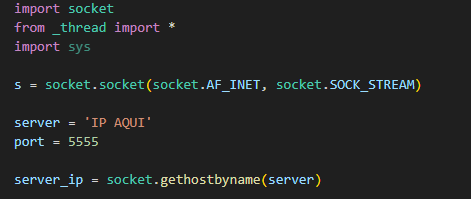 import socket
from _thread import *
import sys
s = socket.socket(socket.AF_INET, socket.SOCK_STREAM)
server = 'IP AQUI'
port = 5555
server_ip = socket.gethostbyname(server)